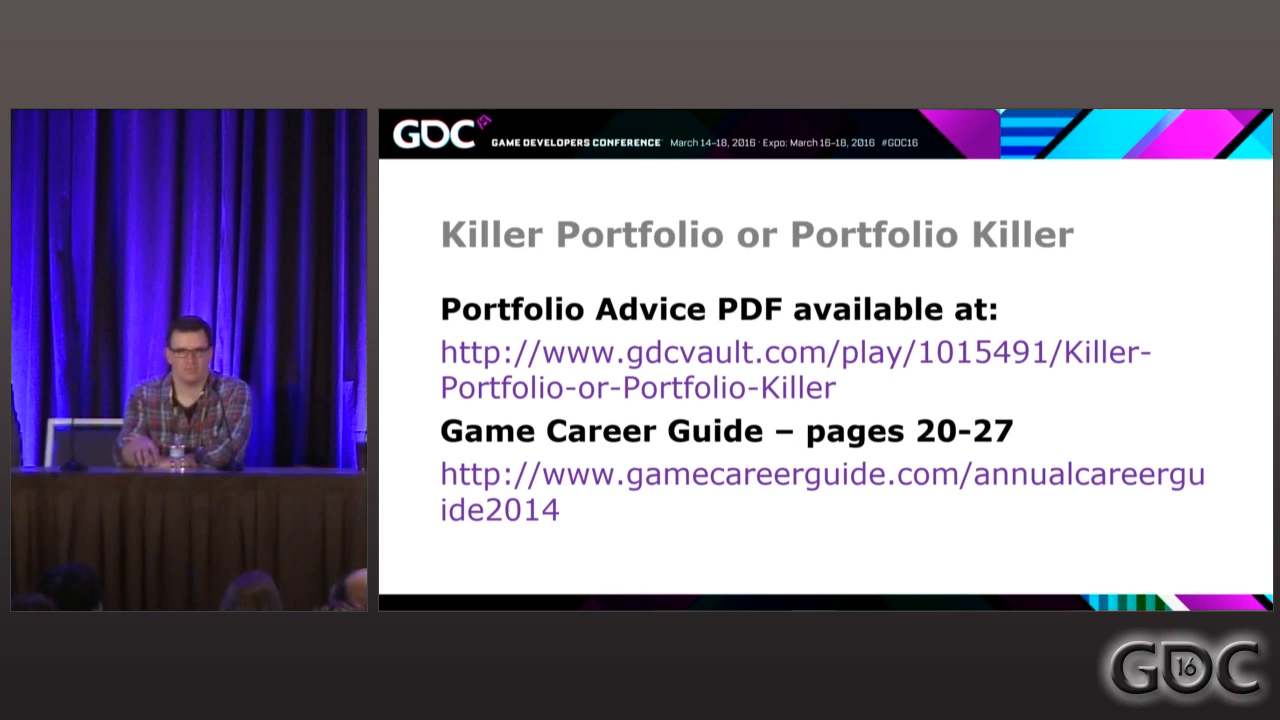 GDC
GAME DEVELOPERS CONFERENCE March 14-18, 2016 · Expo: March 16-18, 2016 #GDC16
Killer Portfolio or Portfolio Killer
Portfolio Advice PDF available at:
http://www.gdcvault.com/play/1015491/Killer-
Portfolio-or-Portfolio-Killer
Game Career Guide – pages 20-27
http://www.gamecareerguide.com/annualcareergu
ide2014
GDC 16